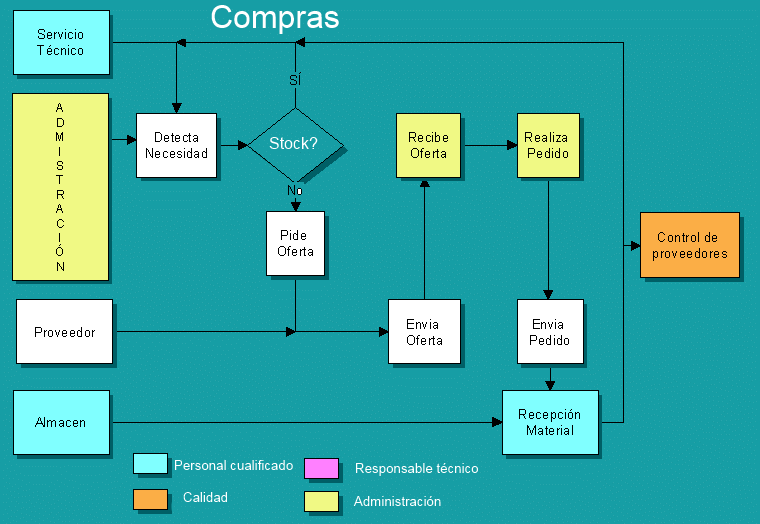 Compras
Servicio
Técnico
SÍ
A
D
M
I
S
T
R
A
C
I
Ó
N
Detecta
Necesidad
Stock?
No
Recibe
Oferta
Realiza
Pedido
Pide
Oferta
Control de
proveedores
Proveedor
Envia
Oferta
Envia
Pedido
Almacen
Recepción
Material
Personal cualificado
Responsable técnico
Calidad
Administración